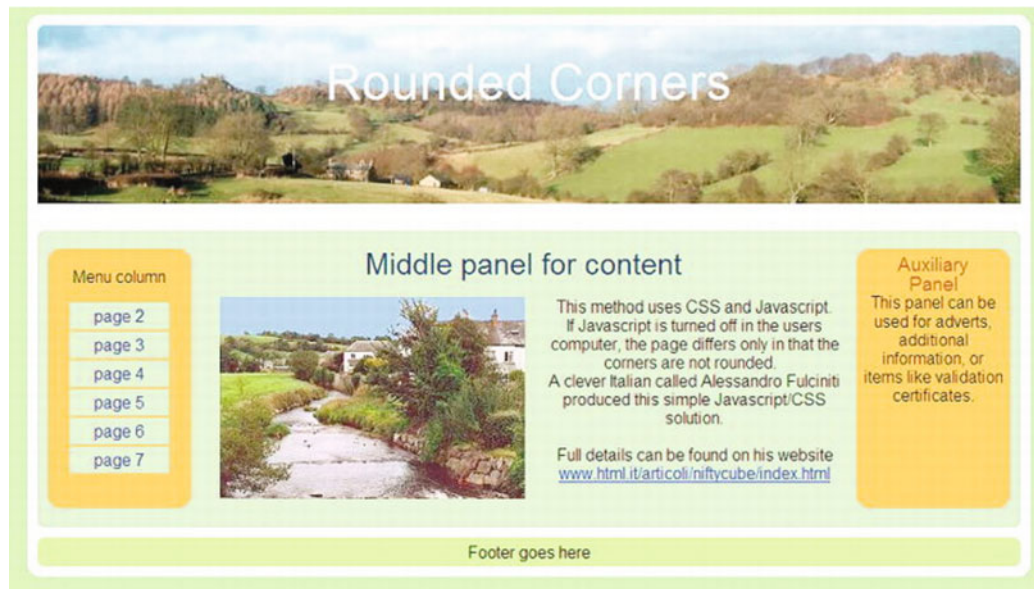 Rounded Corners
Menu column
page 2
page 3
page 4
page 5
page 6
page 7
Middle panel for content
This method uses CSS and Javascript.
If Javascript is turned off in the users
computer, the page differs only in that the
corners are not rounded.
A clever Italian called Alessandro Fulciniti
produced this simple Javascript/CSS
solution.
Full details can be found on his website
www.html.it/articoli/niftycube/index.html
Auxiliary
Panel
This panel can be
used for adverts,
additional
information, or
items like validation
certificates.
Footer goes here